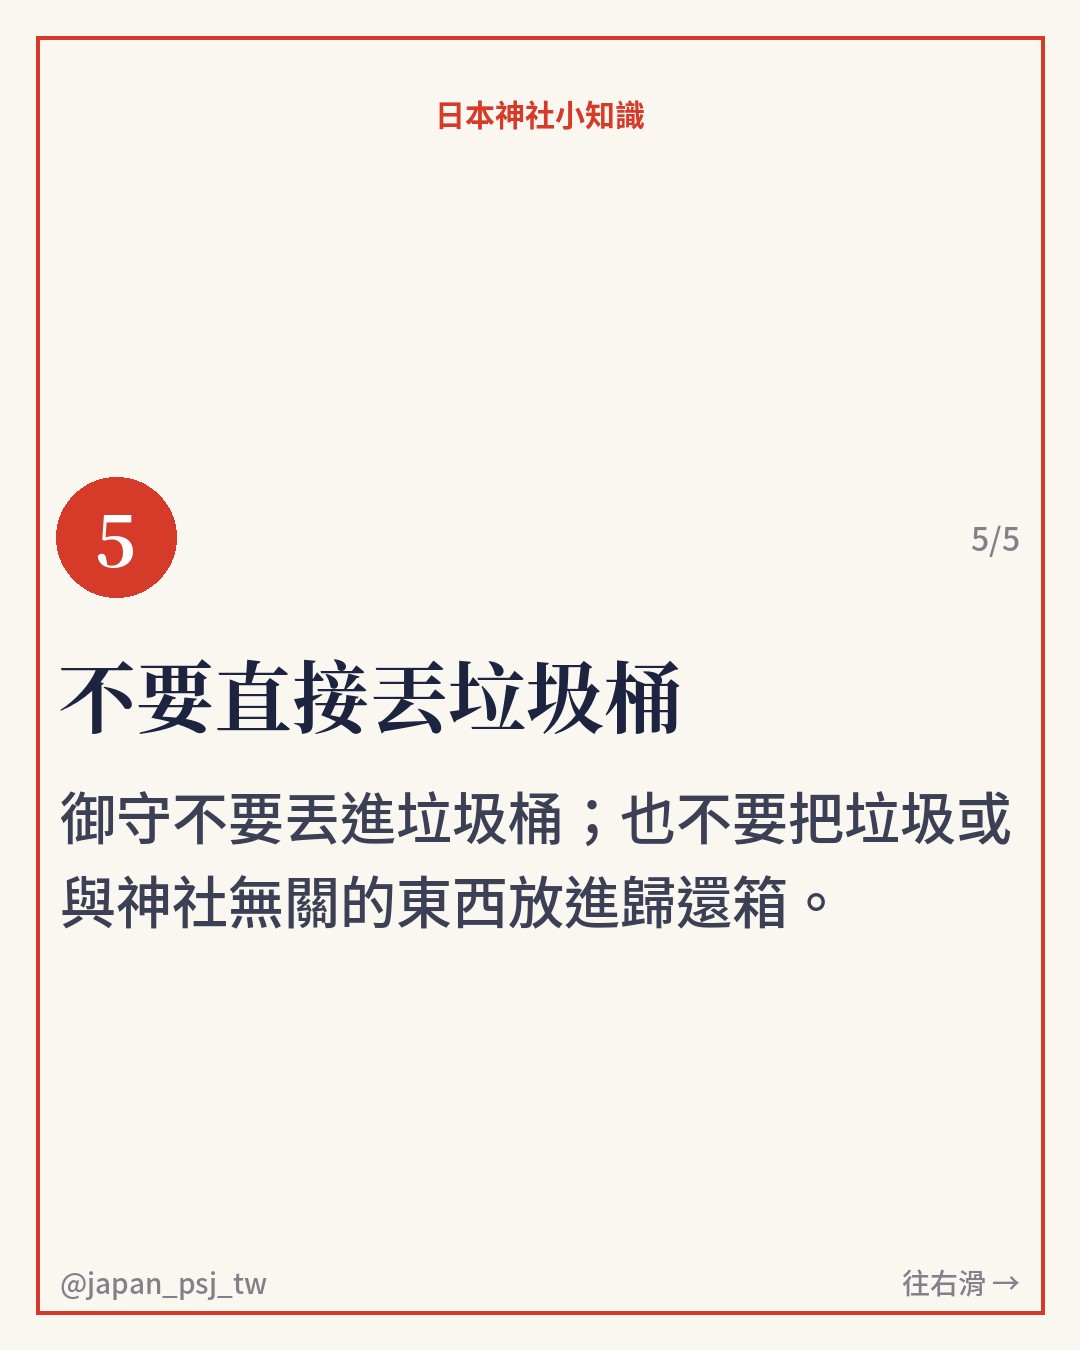 日本神社小知識
5
5/5
不要直接丟垃圾桶
御守不要丟進垃圾桶；也不要把垃圾或
與神社無關的東西放進歸還箱。
@japan_psj_tw
往右滑 →